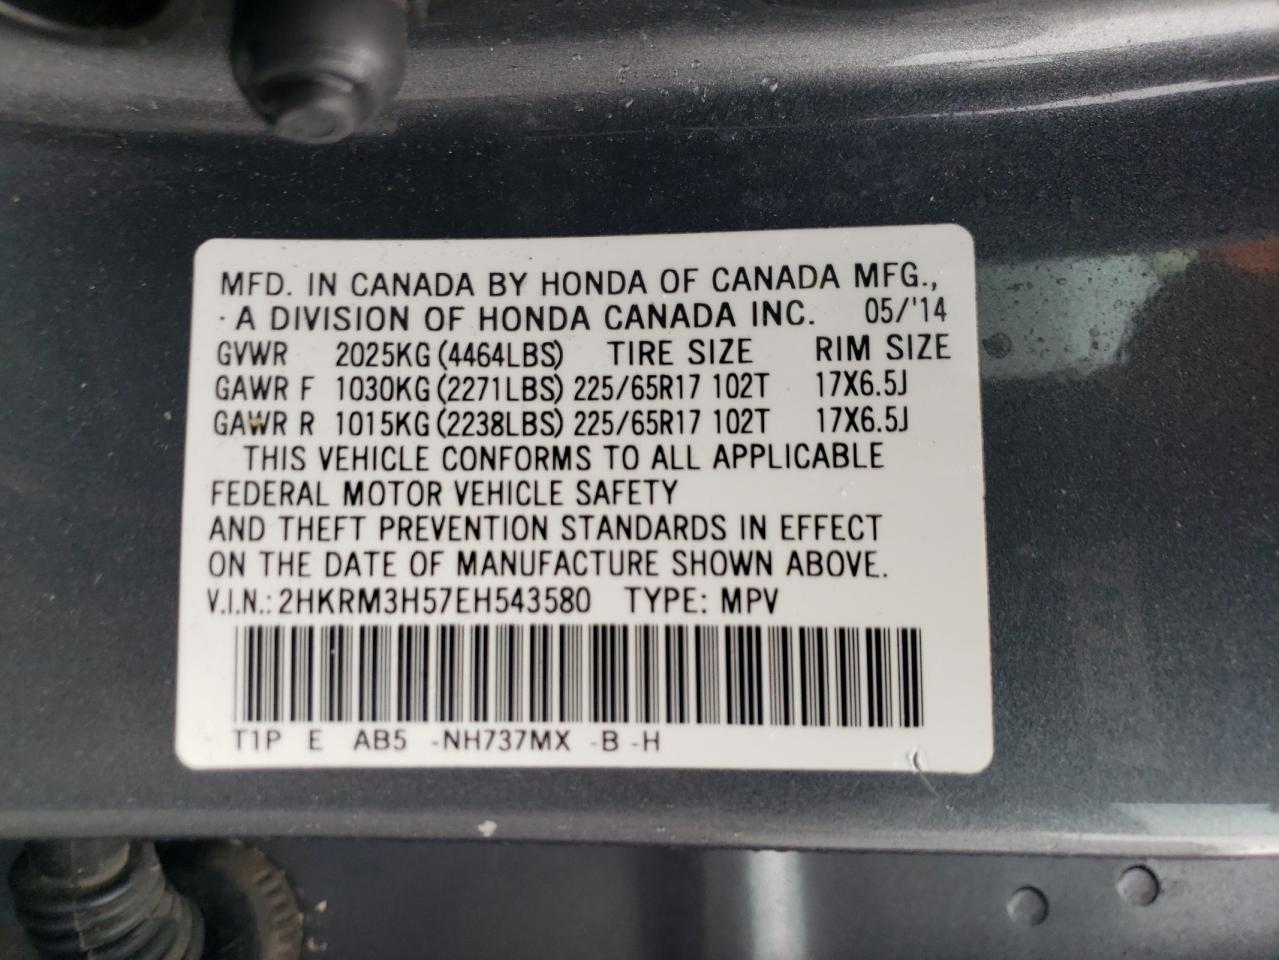 MFD. IN CANADA BY HONDA OF CANADA MFG.,
A DIVISION OF HONDA CANADA INC. 05/'14
GVWR 2025KG (4464LBS) TIRE SIZE RIM SIZE
GAWR F 1030KG (2271LBS) 225/65R17 102T 17X6.5J
GAWR R 1015KG (2238LBS) 225/65R17 102T 17X6.5J
THIS VEHICLE CONFORMS TO ALL APPLICABLE
FEDERAL MOTOR VEHICLE SAFETY
AND THEFT PREVENTION STANDARDS IN EFFECT
ON THE DATE OF MANUFACTURE SHOWN ABOVE.
V.I.N.: 2HKRM3H57EH543580 TYPE: MPV
T1P E AB5 -NH737MX -B -H